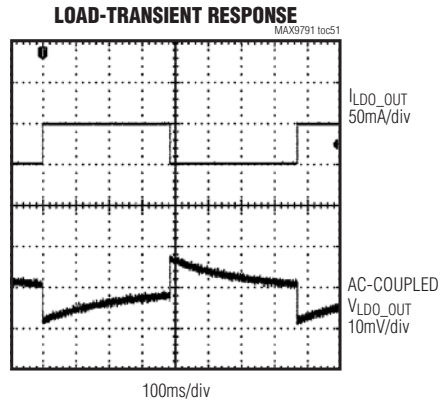 LOAD-TRANSIENT RESPONSE
MAX9791 toc51
ILDO_OUT
50mA/div
AC-COUPLED
VLDO_OUT
10mV/div
100ms/div